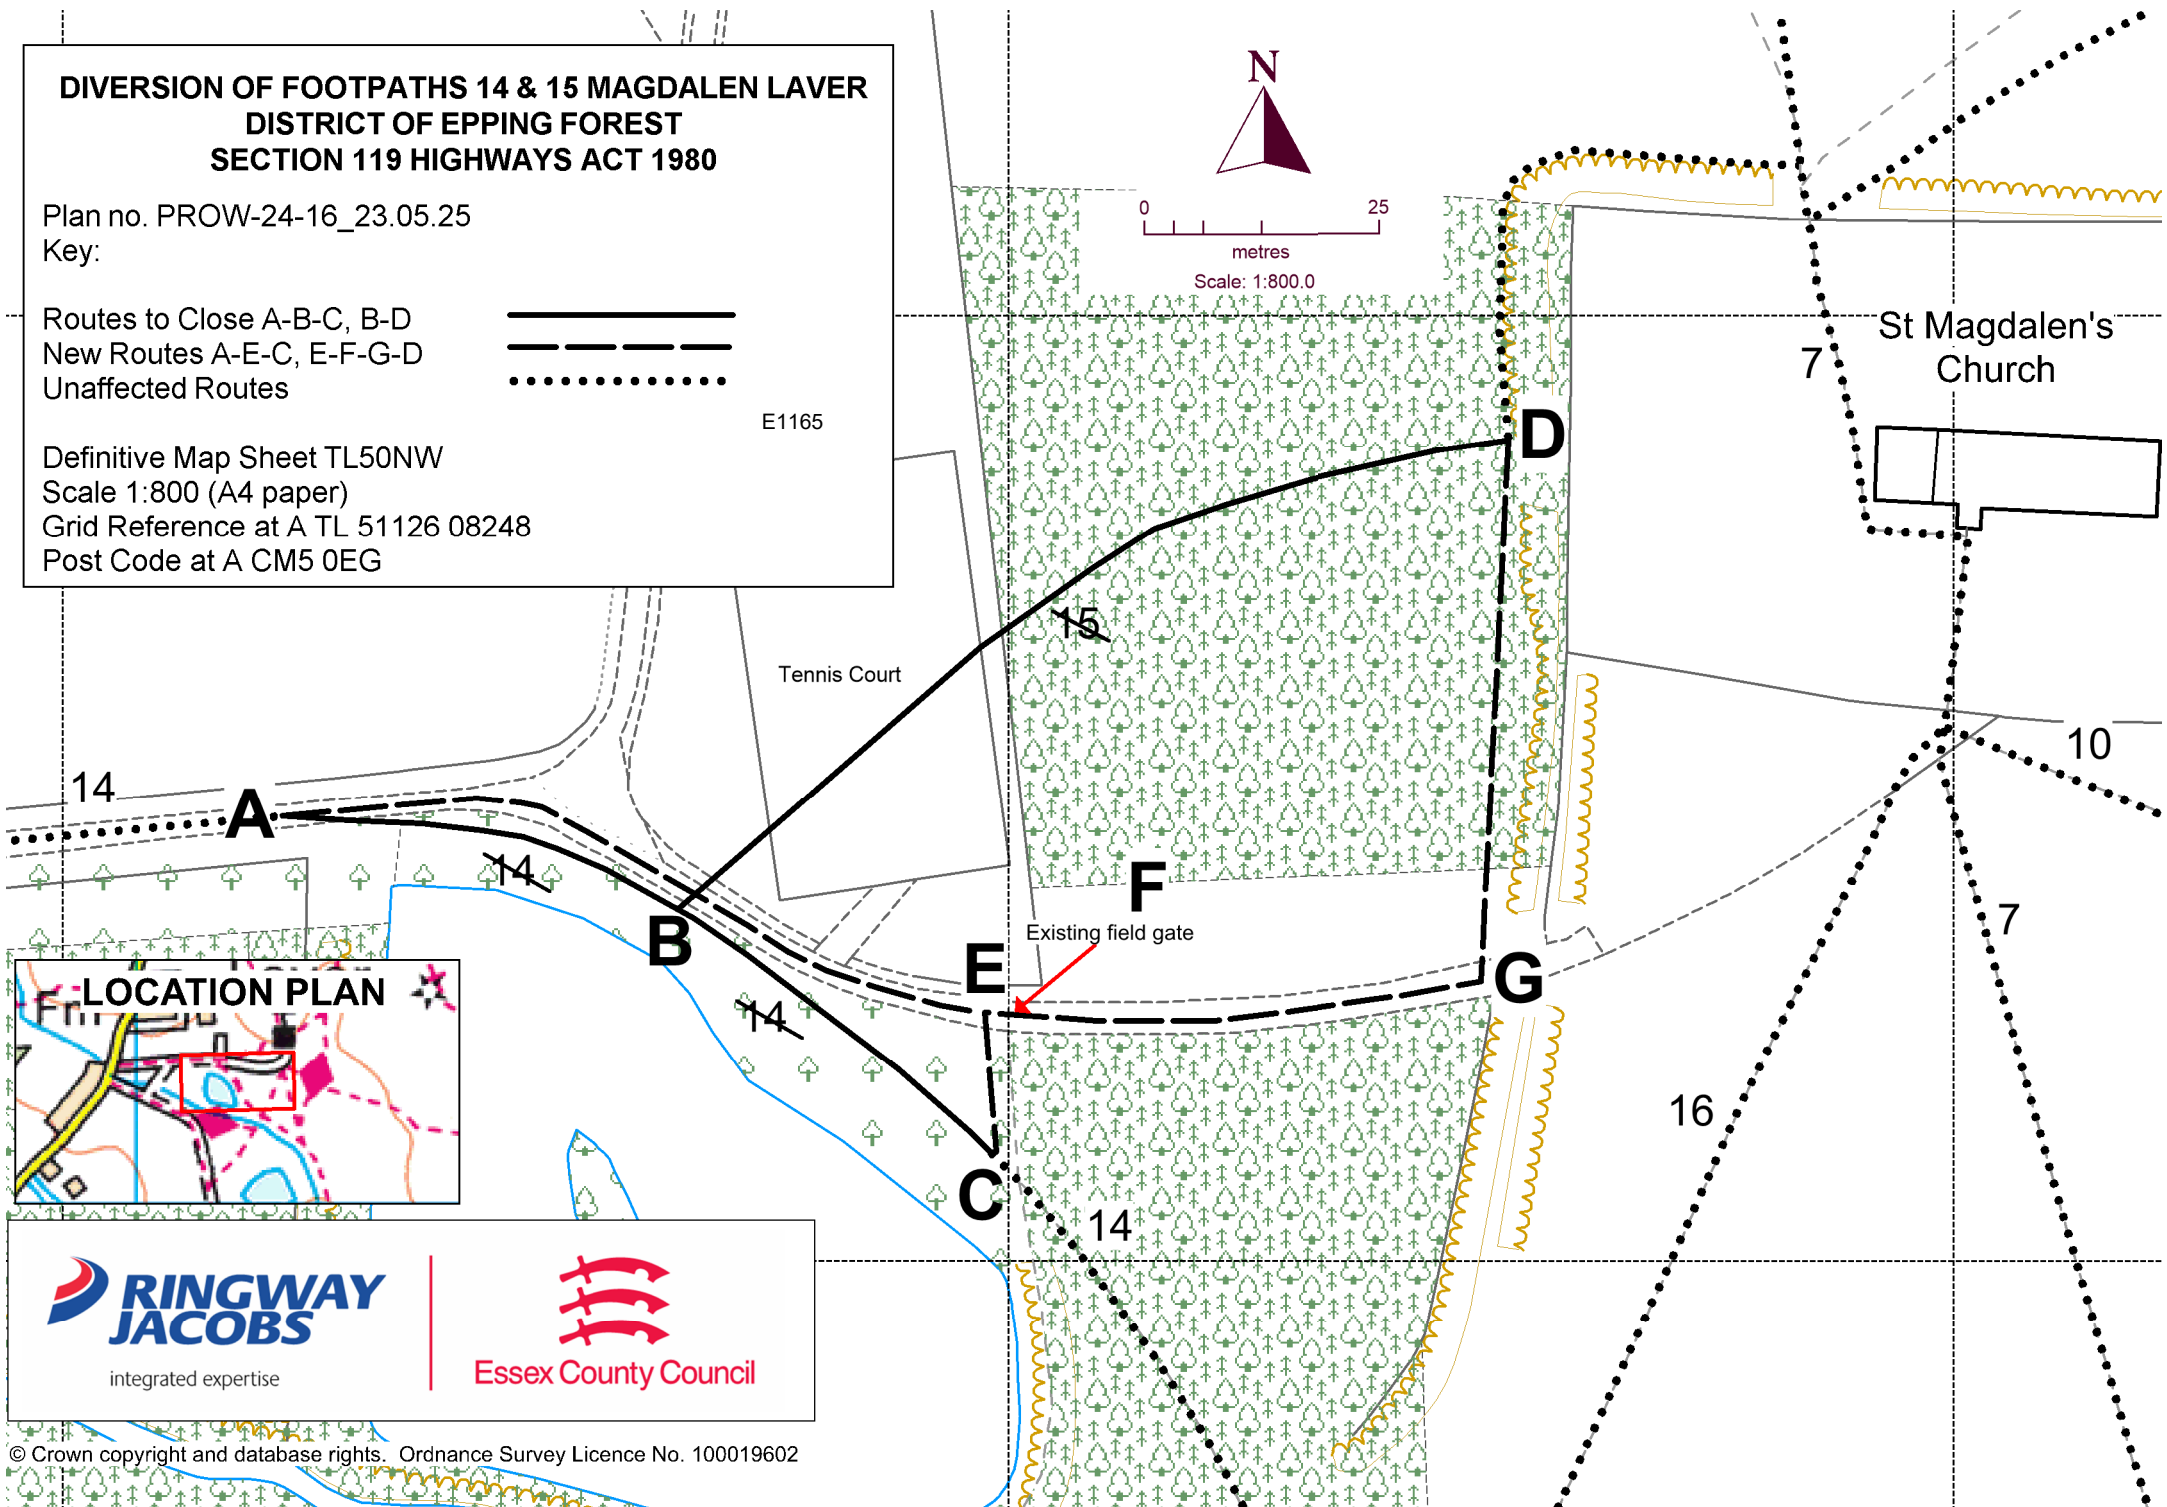 DIVERSION OF FOOTPATHS 14 & 15 MAGDALEN LAVER
DISTRICT OF EPPING FOREST
SECTION 119 HIGHWAYS ACT 1980
Plan no. PROW-24-16_23.05.25
Key:
Routes to Close A-B-C, B-D
New Routes A-E-C, E-F-G-D
Unaffected Routes
E1165
Definitive Map Sheet TL50NW
Scale 1:800 (A4 paper)
Grid Reference at A TL 51126 08248
Post Code at A CM5 0EG
N
0 25
metres
Scale: 1:800.0
St Magdalen's
Church
7
D
15
Tennis Court
10
14
A
14
B
F
Existing field gate
E
G
7
14
C
16
14
LOCATION PLAN
RINGWAY
JACOBS
integrated expertise
Essex County Council
© Crown copyright and database rights. Ordnance Survey Licence No. 100019602